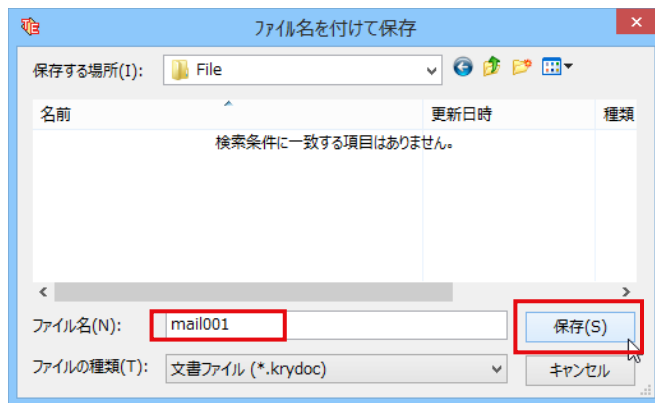 ファイル名を付けて保存
保存する場所(I): File
名前 更新日時 種類
検索条件に一致する項目はありません。
ファイル名(N): mail001 保存(S)
ファイルの種類(T): 文書ファイル (*.krydoc) キャンセル